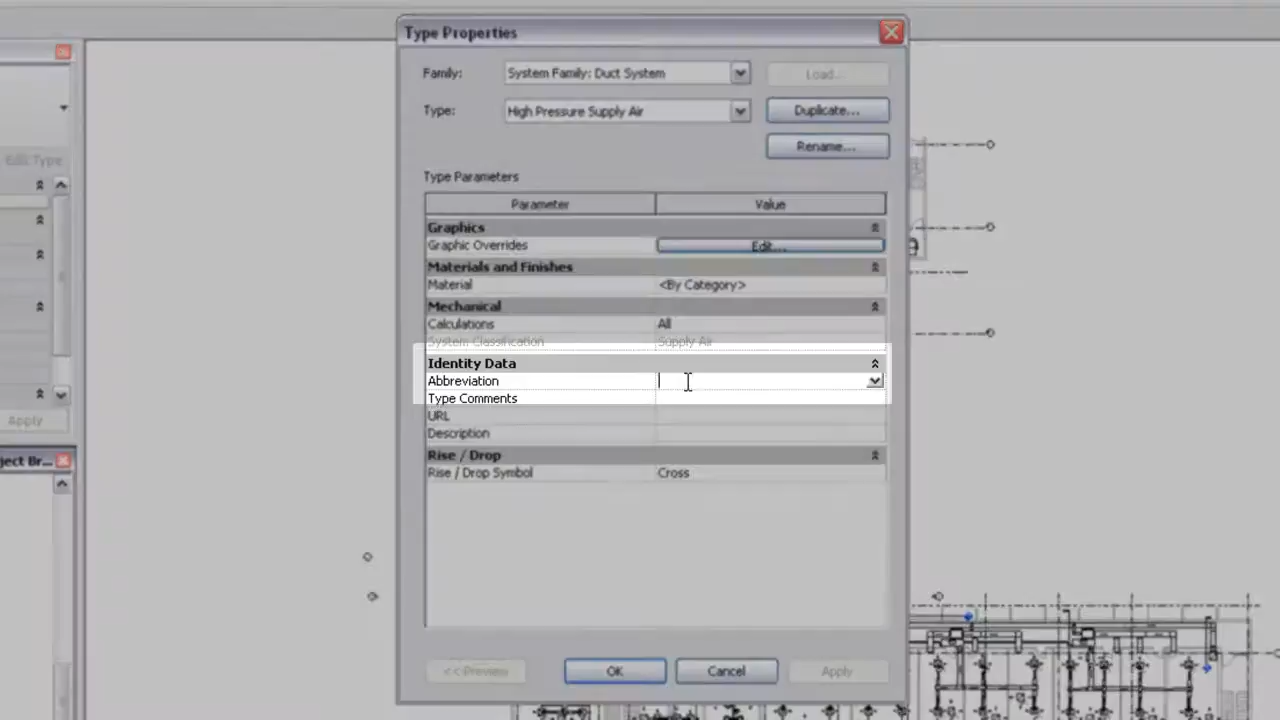 Type Properties
Family: System Family: Duct System Load...
Type: High Pressure Supply Air Duplicate...
Rename...
Edit Type
Type Parameters
Parameter Value
Graphics
Graphic Overrides Edit...
Materials and Finishes
Material <By Category>
Mechanical
Calculations All
System Classification Supply Air
Identity Data
Abbreviation
Type Comments
URL
Apply
Description
Rise / Drop
ject Br...
Rise / Drop Symbol Cross
<< Preview OK Cancel Apply